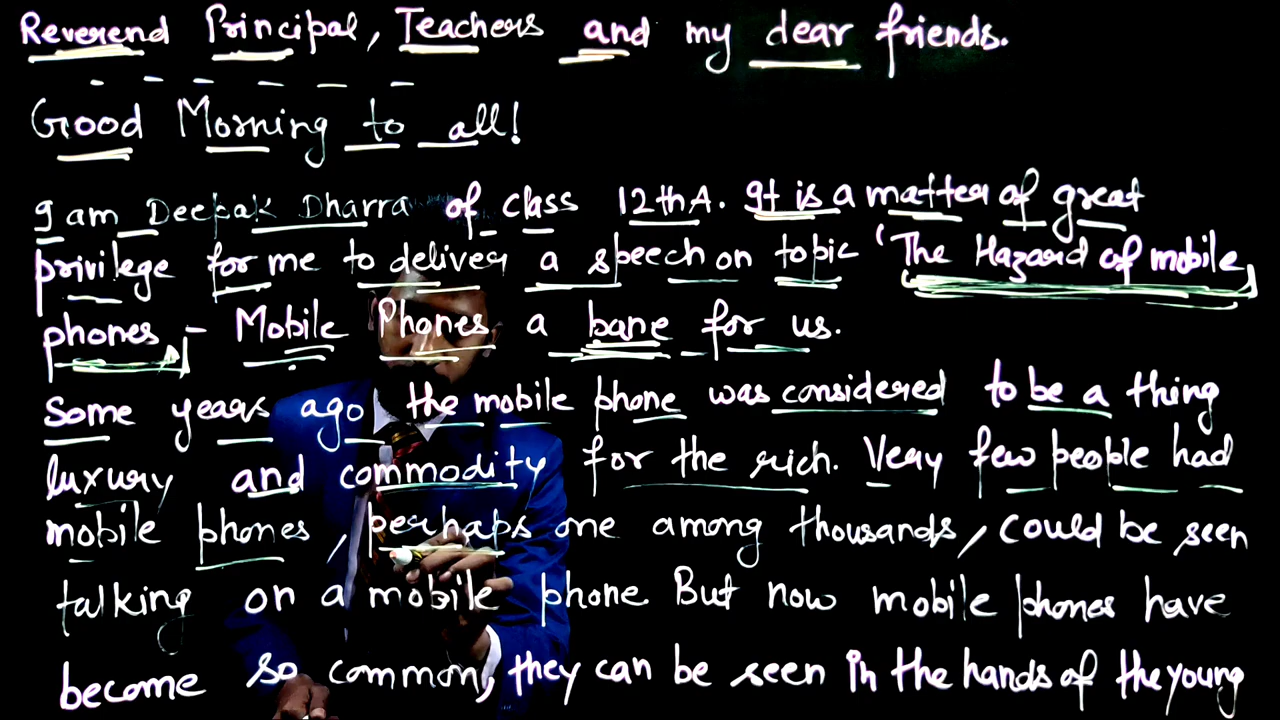 Reverend Principal, Teachers and my dear friends.
Good Morning to all!
I am Deepak Dharra of class 12th A. It is a matter of great
privilege for me to deliver a speech on topic 'The Hazard of mobile
phones - Mobile Phones a bane for us.
Some years ago the mobile phone was considered to be a thing
luxury and commodity for the rich. Very few people had
mobile phones, perhaps one among thousands, could be seen
talking on a mobile phone But now mobile phones have
become so common, they can be seen in the hands of the young